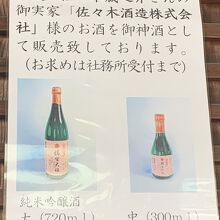 御実家「佐々木酒造株式会
社」様のお酒を御神酒とし
て販売致しております。
(お求めは社務所受付まで)
純米吟醸酒
大 (720ml)
中 (300ml)